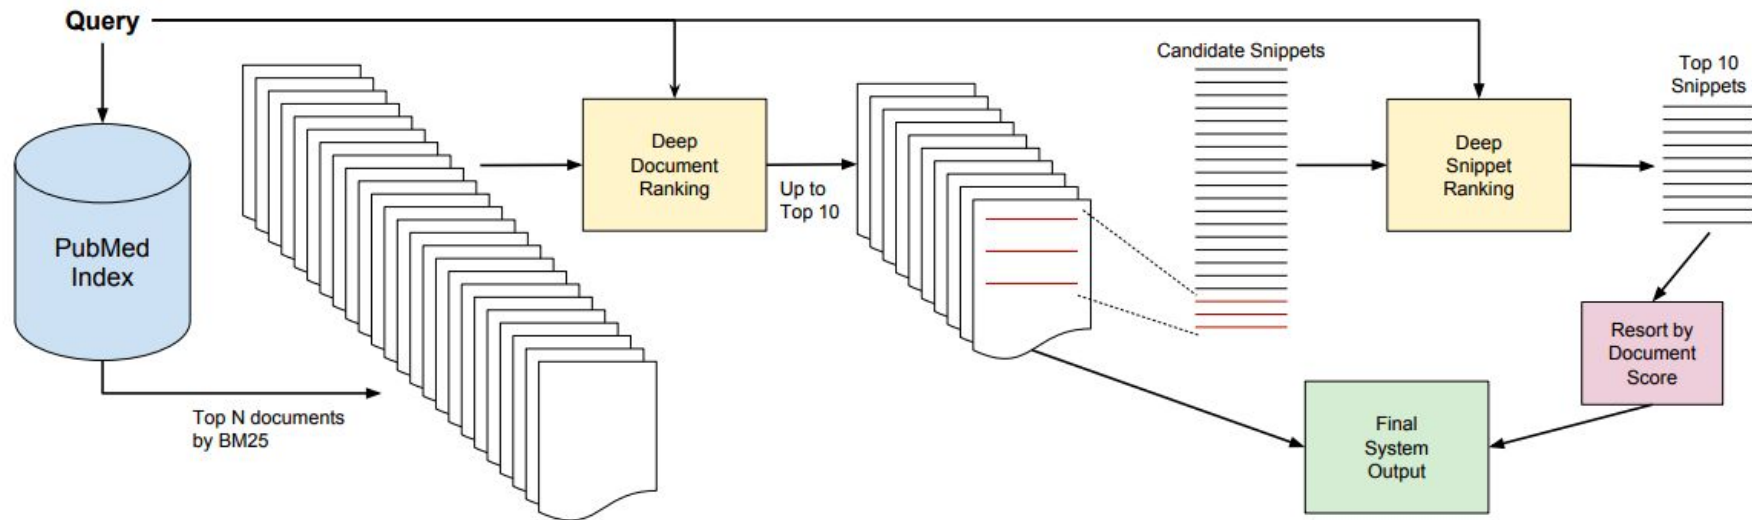 Query
PubMed
Index
Top N documents
by BM25
Deep
Document
Ranking
Up to
Top 10
Candidate Snippets
Deep
Snippet
Ranking
Top 10
Snippets
Resort by
Document
Score
Final
System
Output